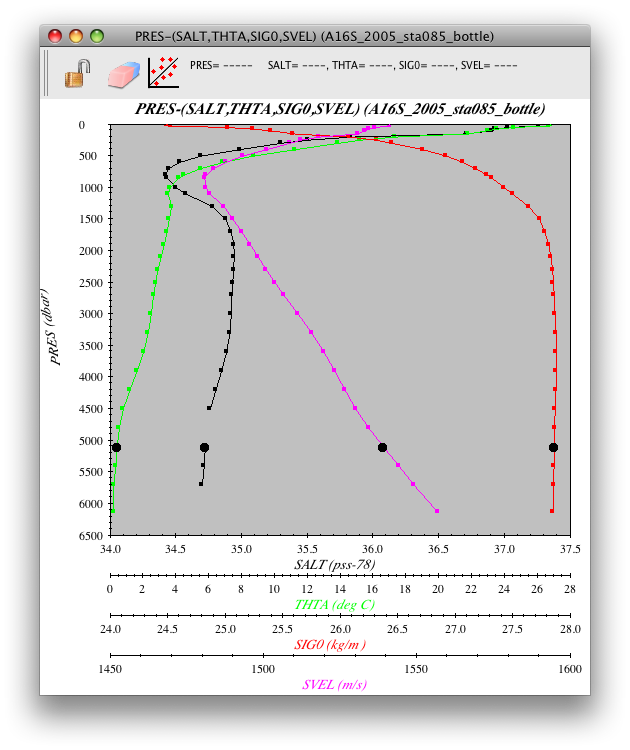 PRES-(SALT,THTA,SIG0,SVEL) (A16S_2005_sta085_bottle)
PRES= ----- SALT= ----, THTA= ----, SIG0= ----, SVEL= ----
PRES-(SALT,THTA,SIG0,SVEL) (A16S_2005_sta085_bottle)
0
500
1000
1500
2000
2500
3000
3500
4000
4500
5000
5500
6000
6500
PRES (dbar)
34.0 34.5 35.0 35.5 36.0 36.5 37.0 37.5
SALT (pss-78)
0 2 4 6 8 10 12 14 16 18 20 22 24 26 28
THTA (deg C)
24.0 24.5 25.0 25.5 26.0 26.5 27.0 27.5 28.0
SIG0 (kg/m )
1450 1500 1550 1600
SVEL (m/s)